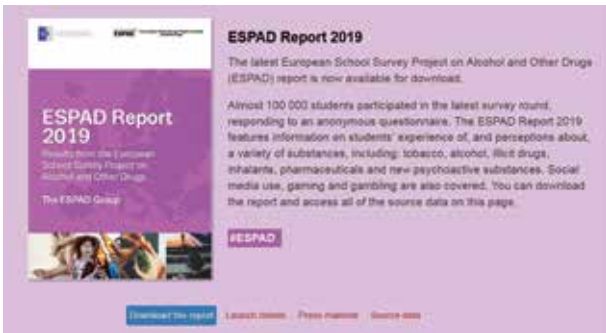 ESPAD Report 2019
The latest European School Survey Project on Alcohol and Other Drugs
(ESPAD) report is now available for download.
Almost 100 000 students participated in the latest survey round,
responding to an anonymous questionnaire. The ESPAD Report 2019
features information on students' experience of, and perceptions about,
a variety of substances, including: tobacco, alcohol, illicit drugs,
inhalants, pharmaceuticals and new psychoactive substances. Social
media use, gaming and gambling are also covered. You can download
the report and access all of the source data on this page.
#ESPAD
ESPAD Report
2019
Results from the European
School Survey Project on
Alcohol and Other Drugs
The ESPAD Group
Download the report
Launch details
Press material
Source data